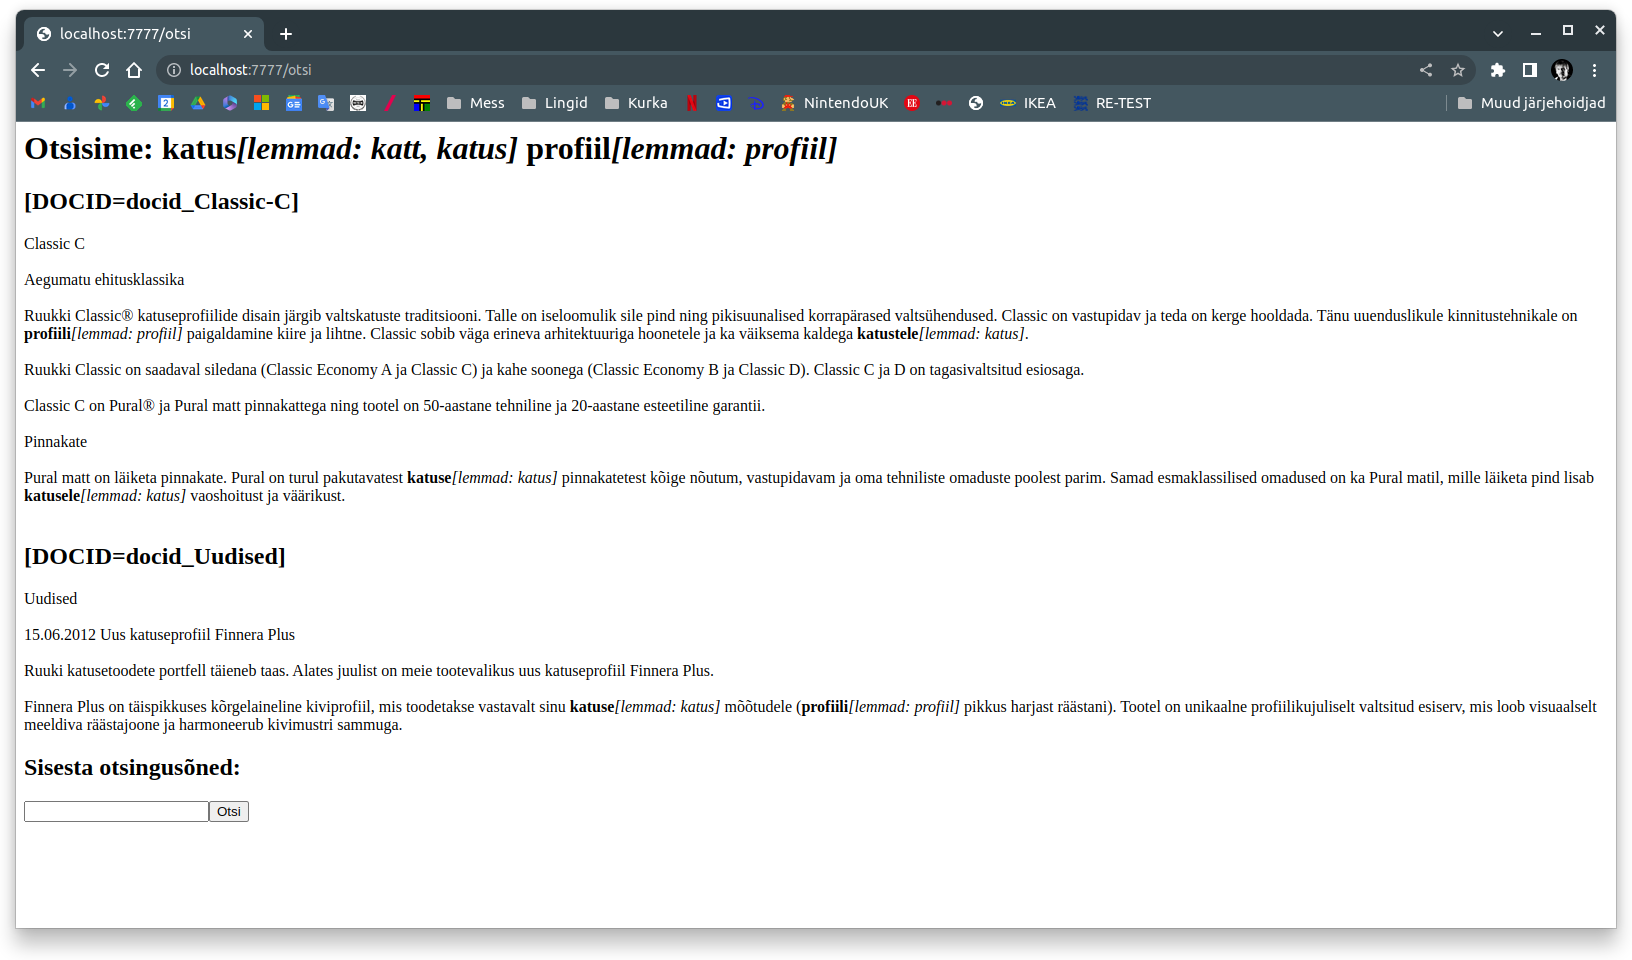 localhost:7777/otsi
localhost:7777/otsi
Mess Lingid Kurka NintendoUK EE IKEA RE-TEST Muud järjehoidjad
Otsisime: katus[lemmad: katt, katus] profiil[lemmad: profiil]
[DOCID=docid_Classic-C]
Classic C
Aegumatu ehitusklassika
Ruukki Classic® katuseprofiilide disain järgib valtskatuste traditsiooni. Talle on iseloomulik sile pind ning pikisuunalised korrapärased valtsühendused. Classic on vastupidav ja teda on kerge hooldada. Tänu uuenduslikule kinnitustehnikale on
profiili[lemmad: profiil] paigaldamine kiire ja lihtne. Classic sobib väga erineva arhitektuuriga hoonetele ja ka väiksema kaldega katustele[lemmad: katus].
Ruukki Classic on saadaval siledana (Classic Economy A ja Classic C) ja kahe soonega (Classic Economy B ja Classic D). Classic C ja D on tagasivaltsitud esiosaga.
Classic C on Pural® ja Pural matt pinnakattega ning tootel on 50-aastane tehniline ja 20-aastane esteetiline garantii.
Pinnakate
Pural matt on läiketa pinnakate. Pural on turul pakutavatest katuse[lemmad: katus] pinnakatetest kõige nõutum, vastupidavam ja oma tehniliste omaduste poolest parim. Samad esmaklassilised omadused on ka Pural matil, mille läiketa pind lisab
katusele[lemmad: katus] vaoshoitust ja väärikust.
[DOCID=docid_Uudised]
Uudised
15.06.2012 Uus katuseprofiil Finnera Plus
Ruuki katusetoodete portfell täieneb taas. Alates juulist on meie tootevalikus uus katuseprofiil Finnera Plus.
Finnera Plus on täispikkuses kõrgelaineline kiviprofiil, mis toodetakse vastavalt sinu katuse[lemmad: katus] mõõtudele (profiili[lemmad: profiil] pikkus harjast räästani). Tootel on unikaalne profiilikujuliselt valtsitud esiserv, mis loob visuaalselt
meeldiva räästajoone ja harmoneerub kivimustri sammuga.
Sisesta otsingusõned:
Otsi